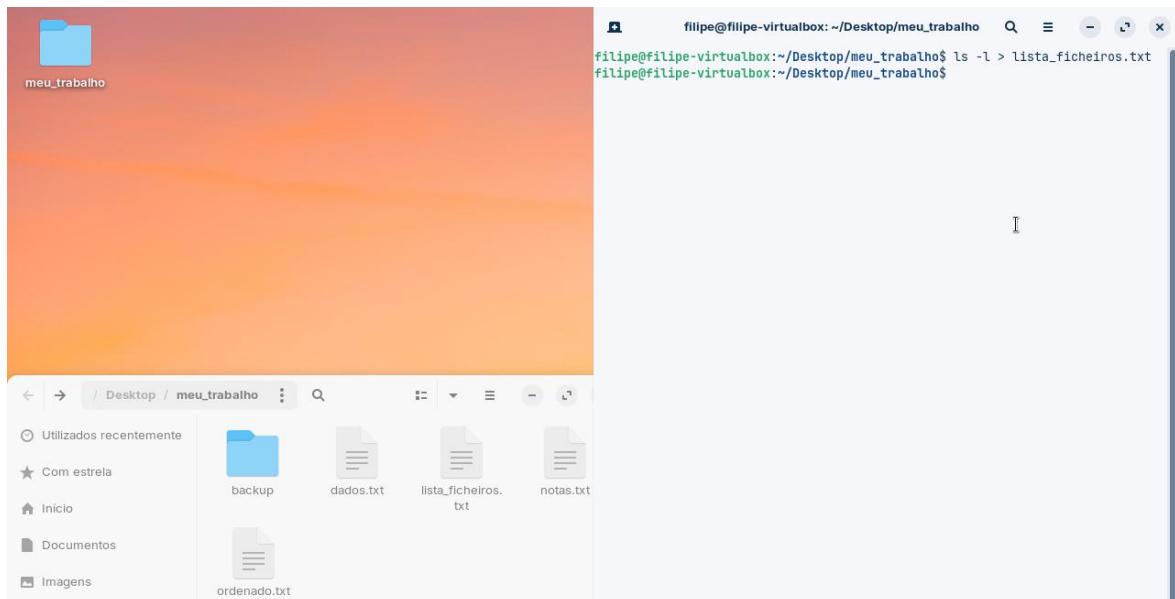 meu_trabalho
filipe@filipe-virtualbox: ~/Desktop/meu_trabalho
filipe@filipe-virtualbox:~/Desktop/meu_trabalho$ ls -l > lista_ficheiros.txt
filipe@filipe-virtualbox:~/Desktop/meu_trabalho$
/ Desktop / meu_trabalho
Utilizados recentemente
Com estrela
Início
Documentos
Imagens
backup
dados.txt
lista_ficheiros.
txt
notas.txt
ordenado.txt